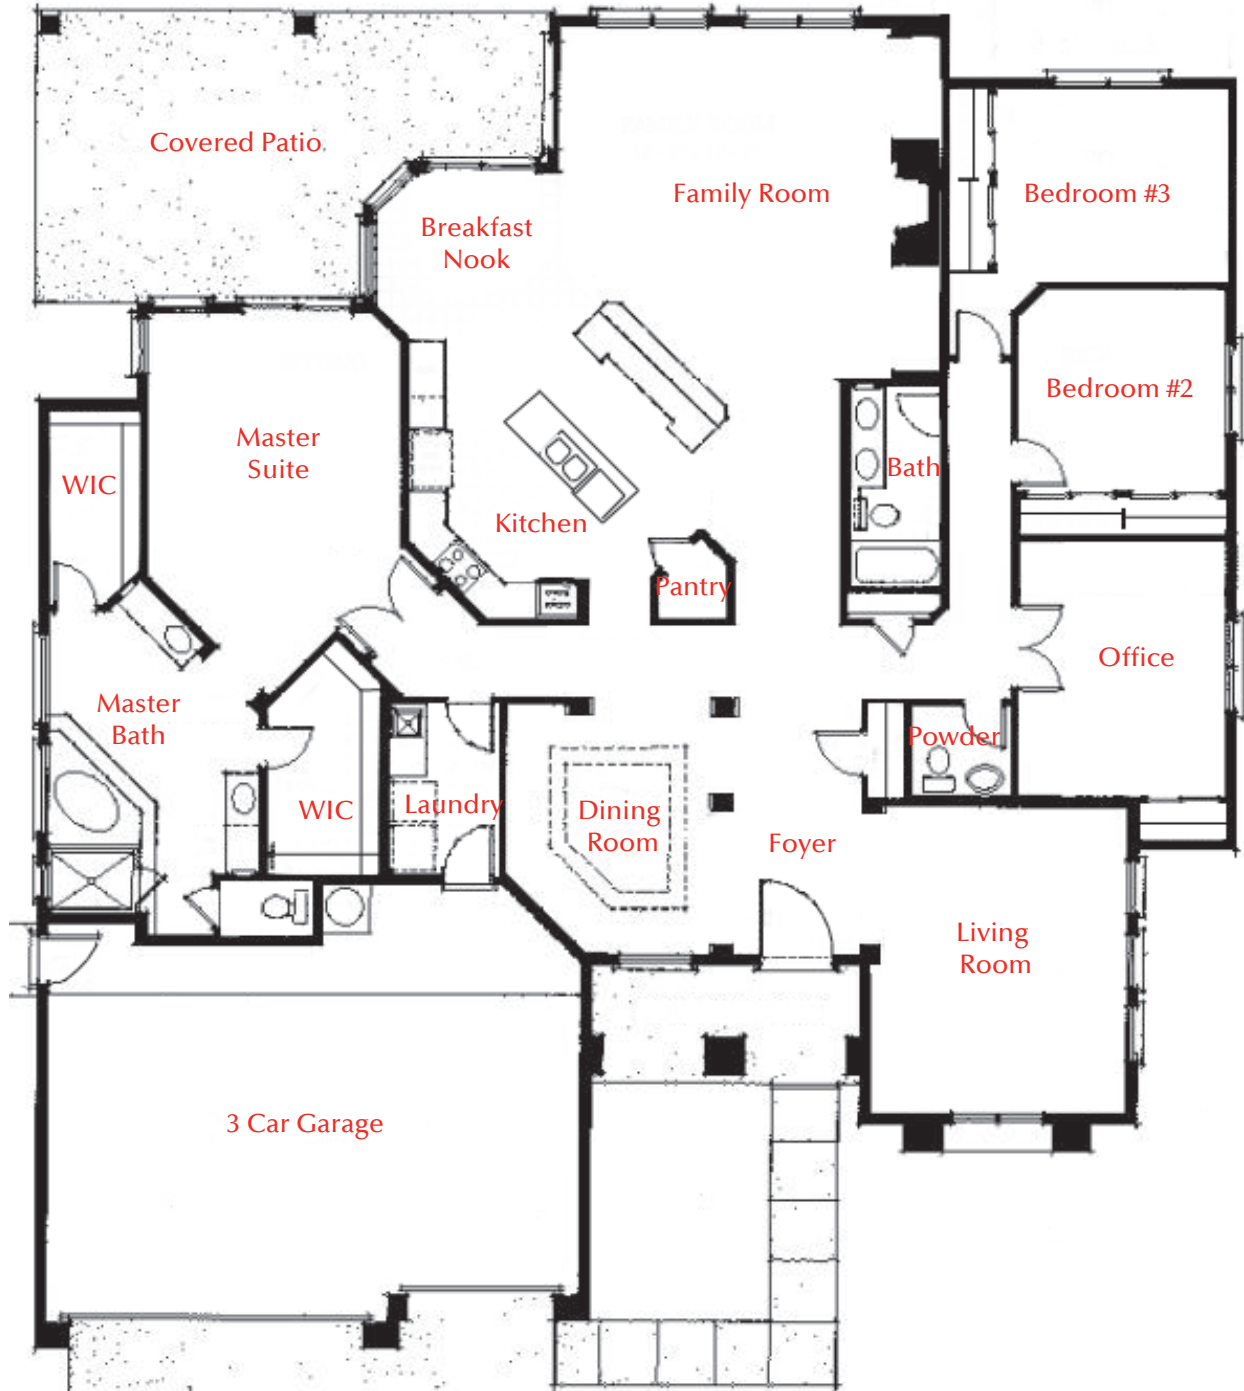 Covered Patio
Family Room
Bedroom #3
Breakfast
Nook
Bedroom #2
Master
Suite
WIC
Bath
Kitchen
Pantry
Office
Master
Bath
Powder
WIC
Laundry
Dining
Room
Foyer
Living
Room
3 Car Garage